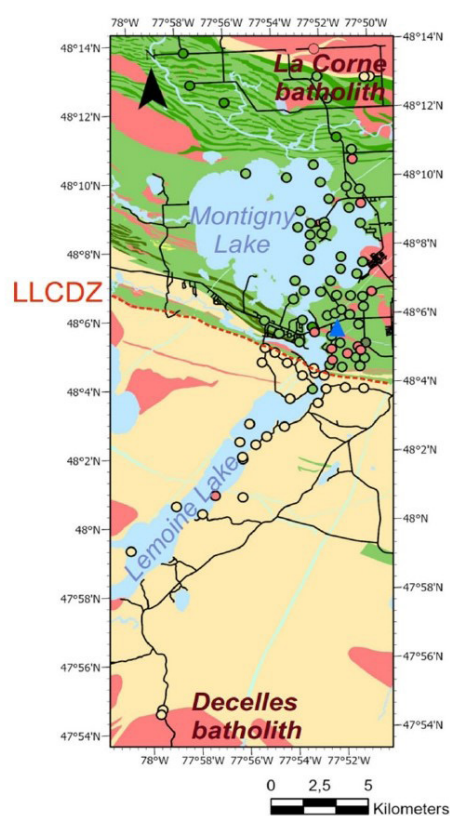 78°N 77°58'N 77°56'N 77°54'N 77°52'N 77°50'N
48°14'N
48°14'N
La Corne
batholith
48°12'N
48°12'N
48°10'N
48°10'N
Montigny
Lake
48°8'N
48°8'N
LLCDZ
48°6'N
48°6'N
48°4'N
48°4'N
48°2'N
48°2'N
Lemoine Lake
48°N
48°N
47°58'N
47°58'N
47°56'N
47°56'N
Decelles
batholith
47°54'N
47°54'N
78°N 77°58'N 77°56'N 77°54'N 77°52'N
0 2,5 5
Kilometers